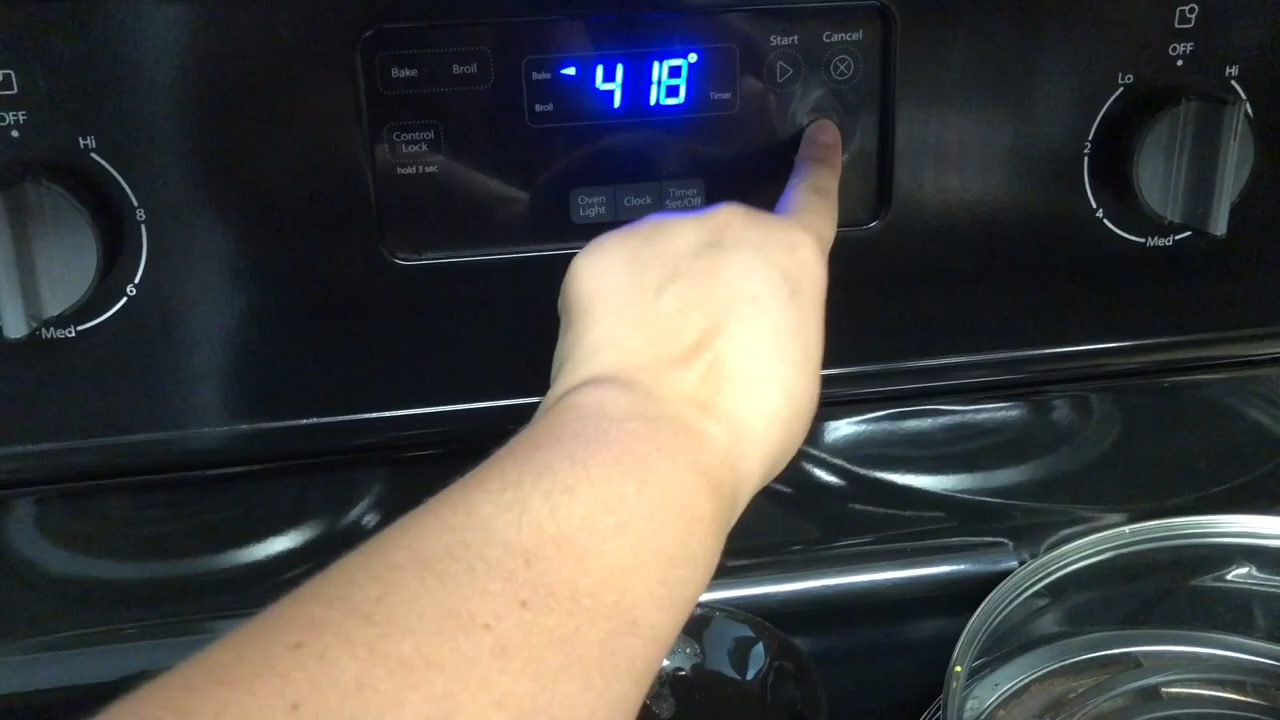 OFF
Hi
8
6
Med
Bake Broil
Control
Lock
hold 3 sec
Bake
Broil
418°
Timer
Oven
Light
Clock
Timer
Set/Off
Start
Cancel
OFF
Lo
Hi
2
4
Med